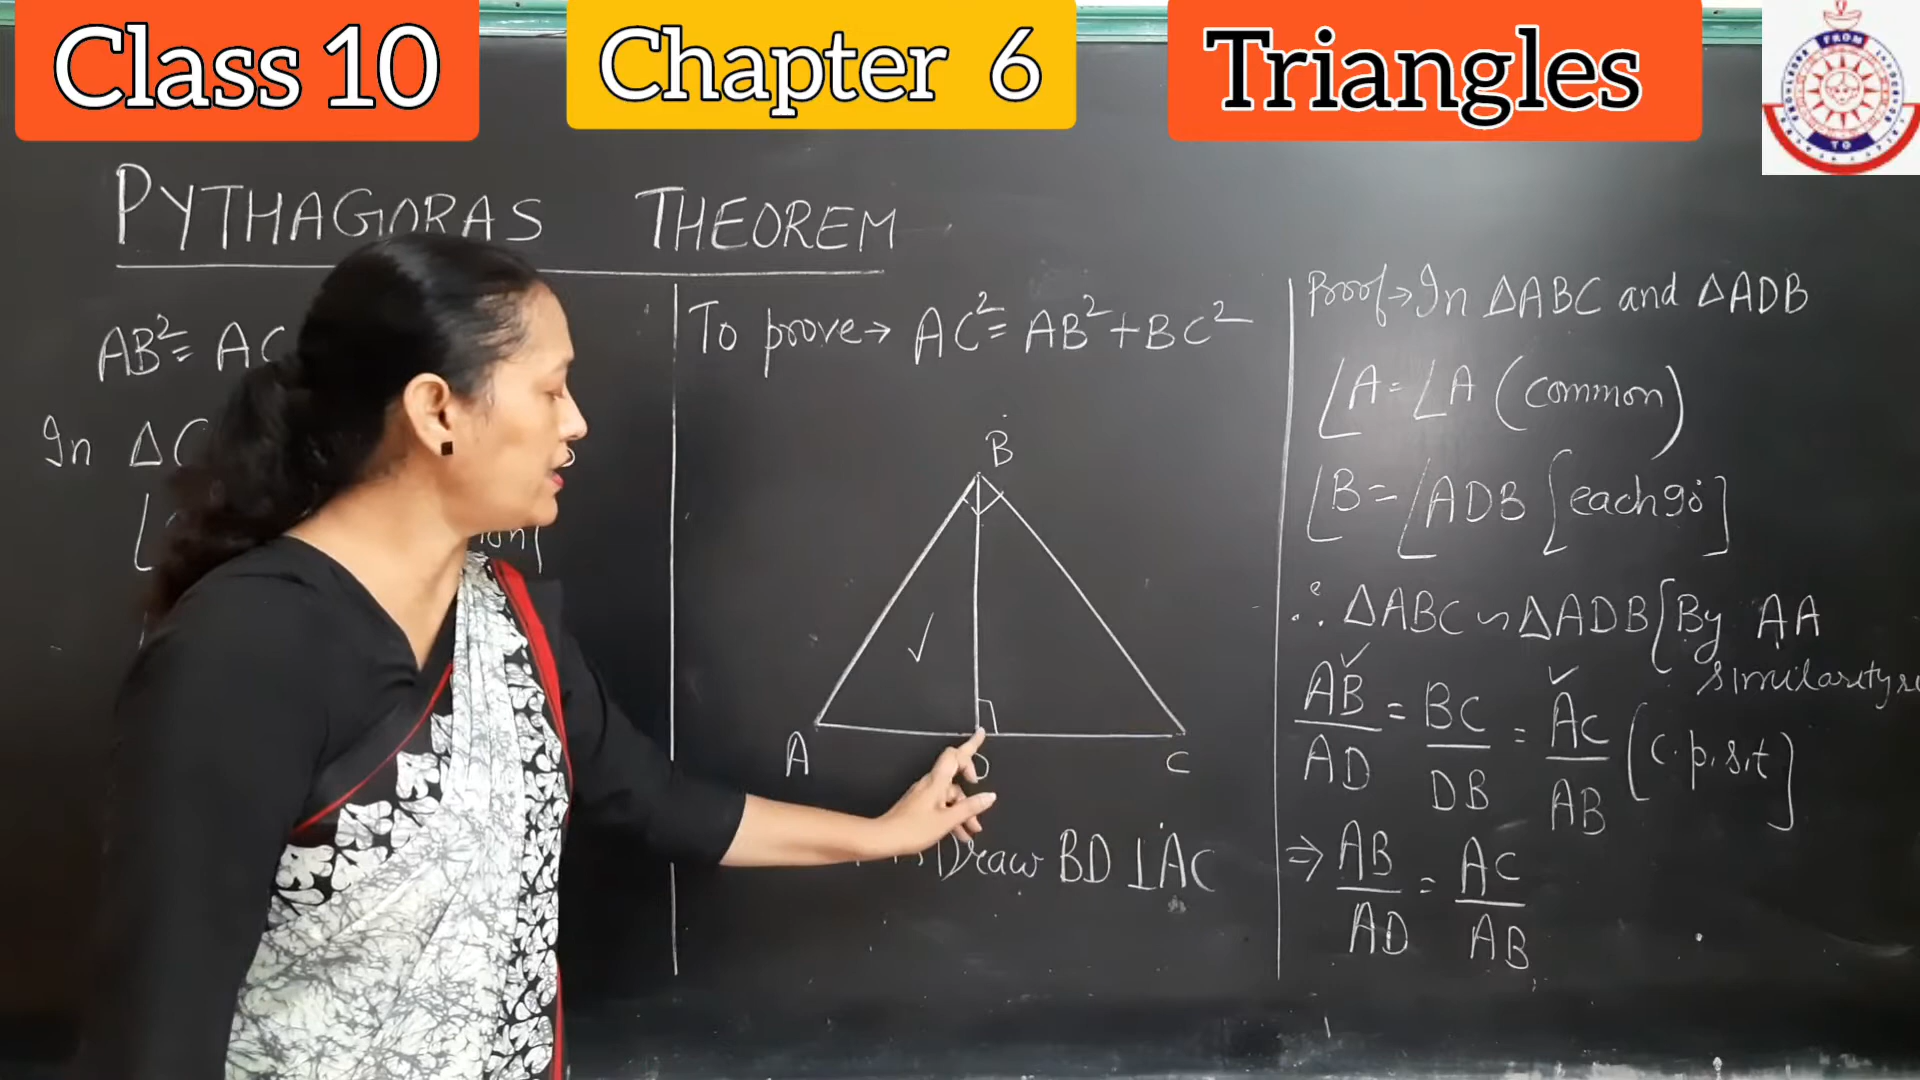 Class 10
Chapter 6
Triangles
FROM
TO
PYTHAGORAS THEOREM
AB² = AC
In ΔC
To prove → AC² = AB² + BC²
B
A
D
C
Draw BD ⊥ AC
Proof → In ΔABC and ΔADB
∠A = ∠A (common)
∠B = ∠ADB [each 90°]
∴ ΔABC ~ ΔADB [By AA
similarity
AB/AD = BC/DB = AC/AB [c.p.s.t]
⇒ AB/AD = AC/AB